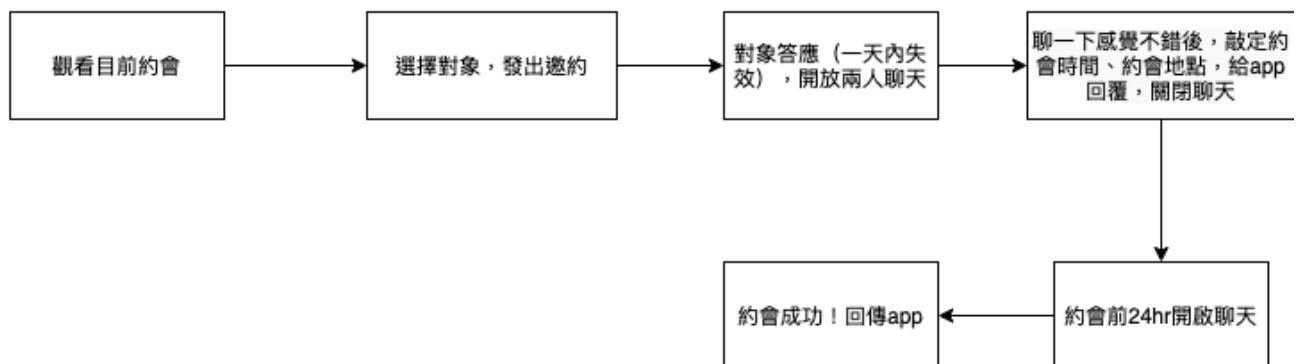 觀看目前約會
選擇對象，發出邀約
對象答應（一天內失
效），開放兩人聊天
聊一下感覺不錯後，敲定約
會時間、約會地點，給app
回覆，關閉聊天
約會成功！回傳app
約會前24hr開啟聊天